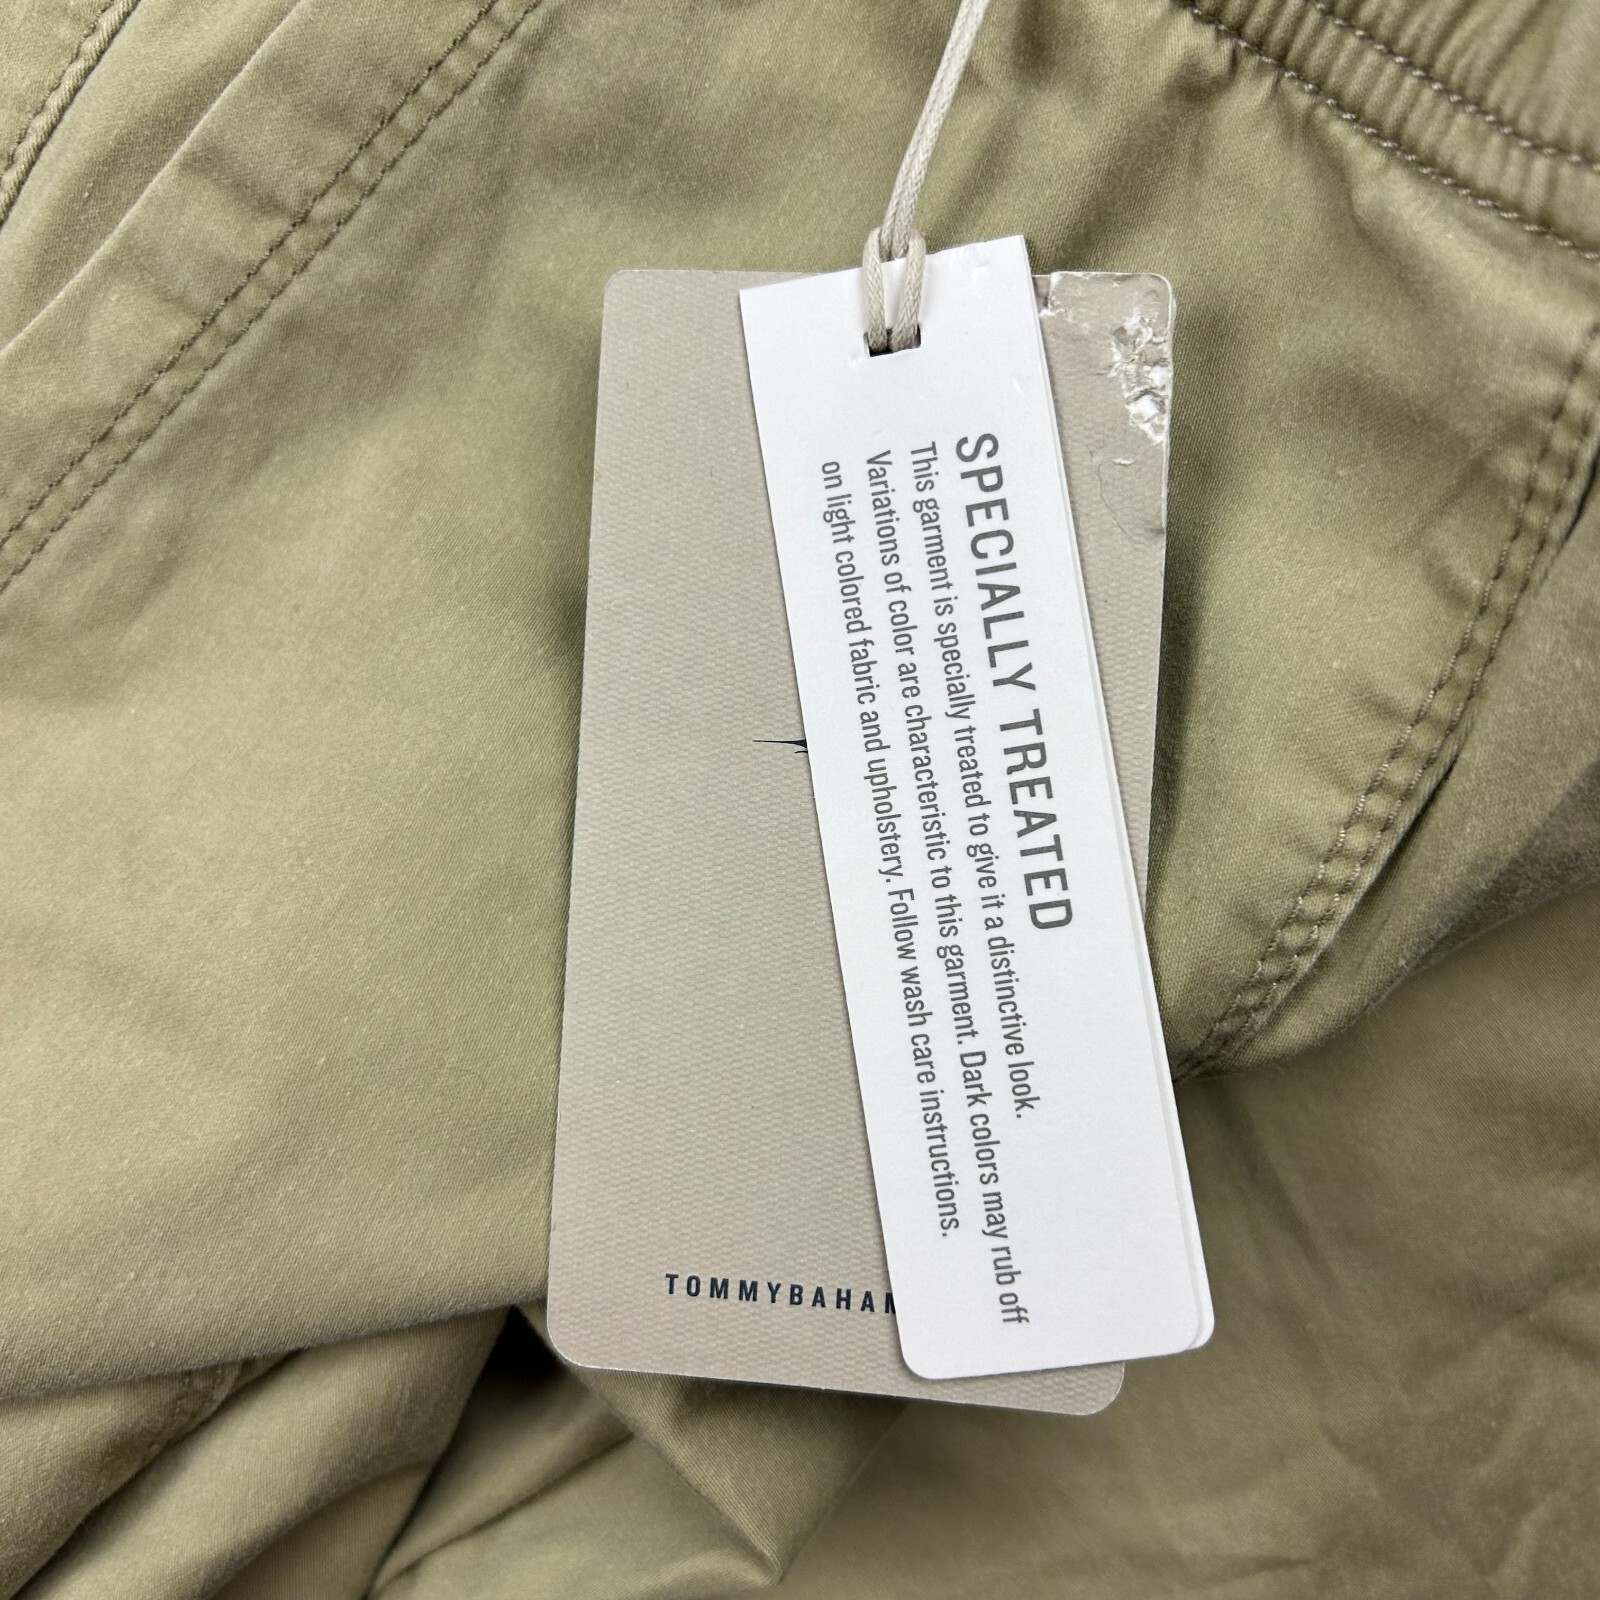 SPECIALLY TREATED
This garment is specially treated to give it a distinctive look.
Variations of color are characteristic to this garment. Dark colors may rub off
on light colored fabric and upholstery. Follow wash care instructions.
TOMMYBAHAM